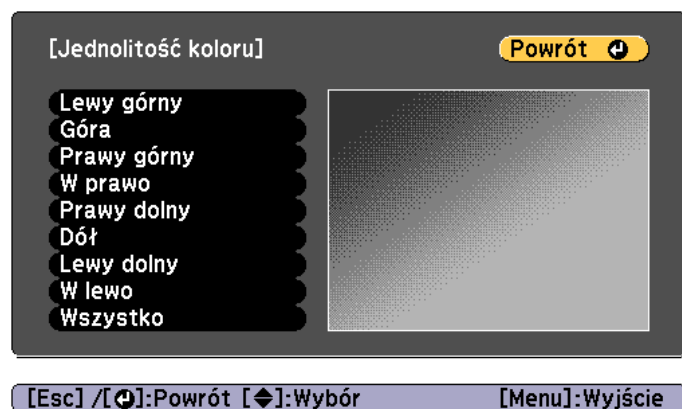 [Jednolitość koloru] Powrót
Lewy górny
Góra
Prawy górny
W prawo
Prawy dolny
Dół
Lewy dolny
W lewo
Wszystko
[Esc] /[⏎]:Powrót [◆]:Wybór [Menu]:Wyjście